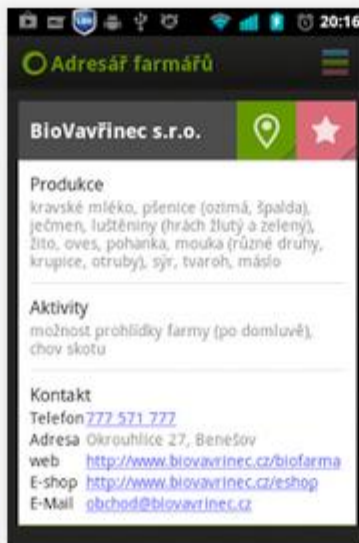 20:16
Adresář farmářů
BioVavřinec s.r.o.
Produkce
kravské mléko, pšenice (ozimá, špalda),
ječmen, luštěniny (hrách žlutý a zelený),
žito, oves, pohanka, mouka (různé druhy,
krupice, otruby), sýr, tvaroh, máslo
Aktivity
možnost prohlídky farmy (po domluvě),
chov skotu
Kontakt
Telefon 777 571 777
Adresa Okrouhlice 27, Benešov
web http://www.biovavrinec.cz/biofarma
E-shop http://www.biovavrinec.cz/eshop
E-Mail obchod@biovavrinec.cz